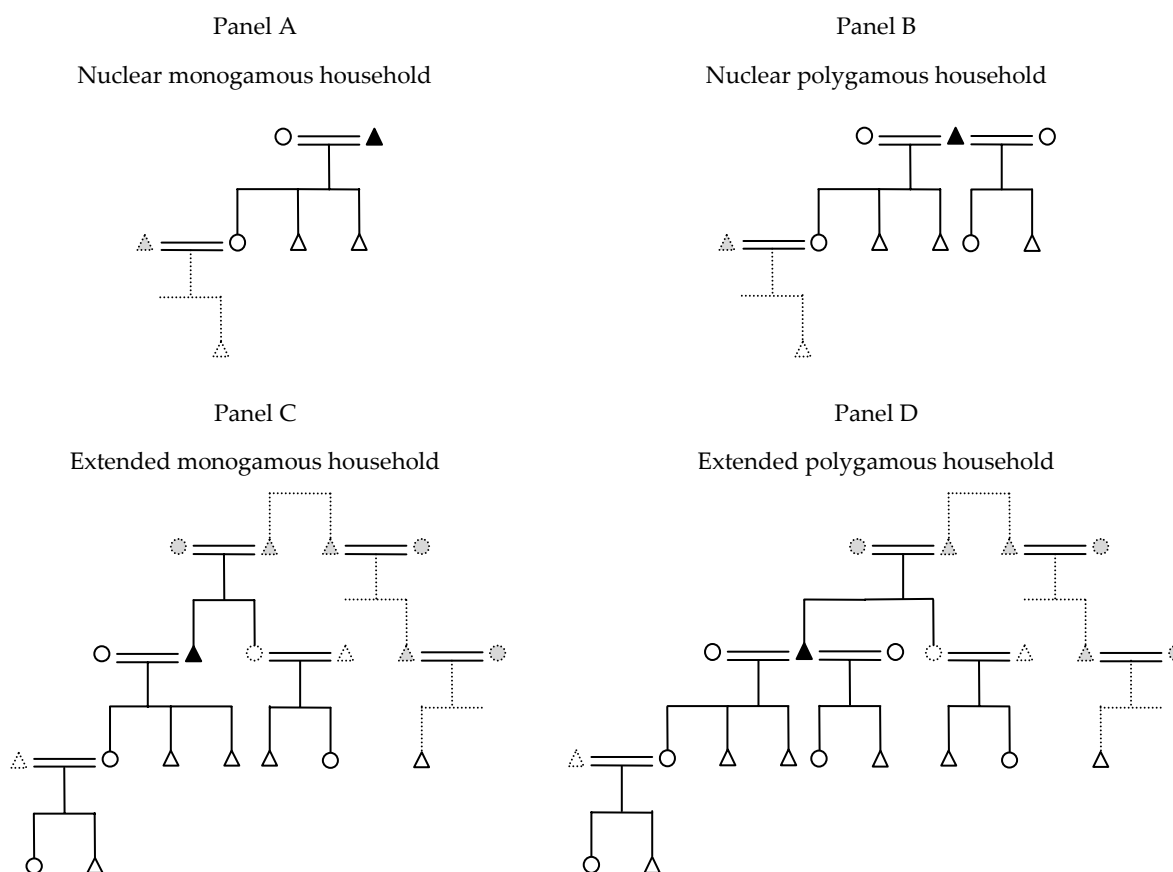 Panel A
Nuclear monogamous household
Panel B
Nuclear polygamous household
Panel C
Extended monogamous household
Panel D
Extended polygamous household